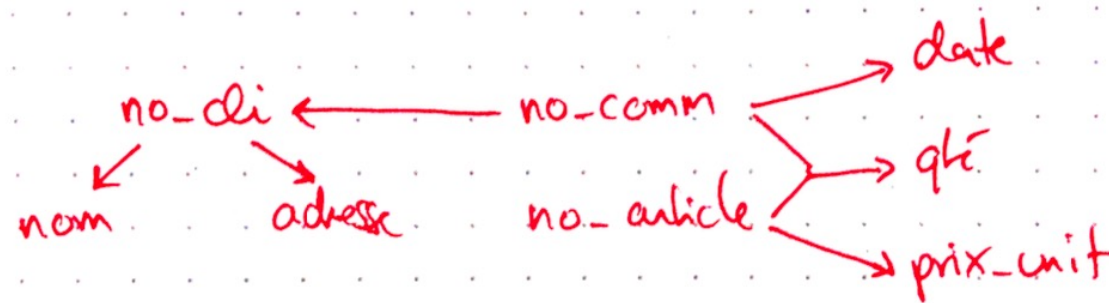 date
no_cli no_comm
qté
nom adresse no_article
prix_unit